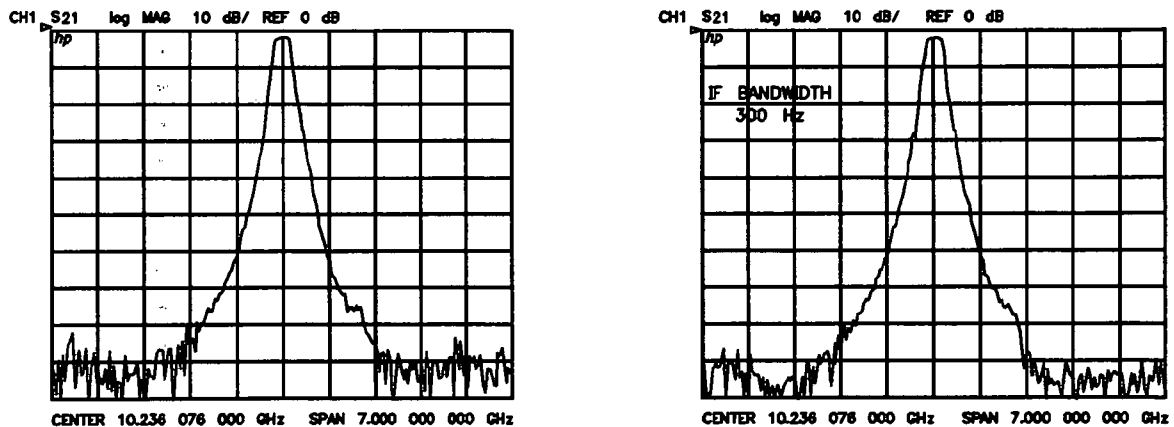 CH1 S21 log MAG 10 dB/ REF 0 dB
hp
CENTER 10.236 076 000 GHz SPAN 7.000 000 000 GHz
CH1 S21 log MAG 10 dB/ REF 0 dB
hp
IF BANDWIDTH
300 Hz
CENTER 10.236 076 000 GHz SPAN 7.000 000 000 GHz